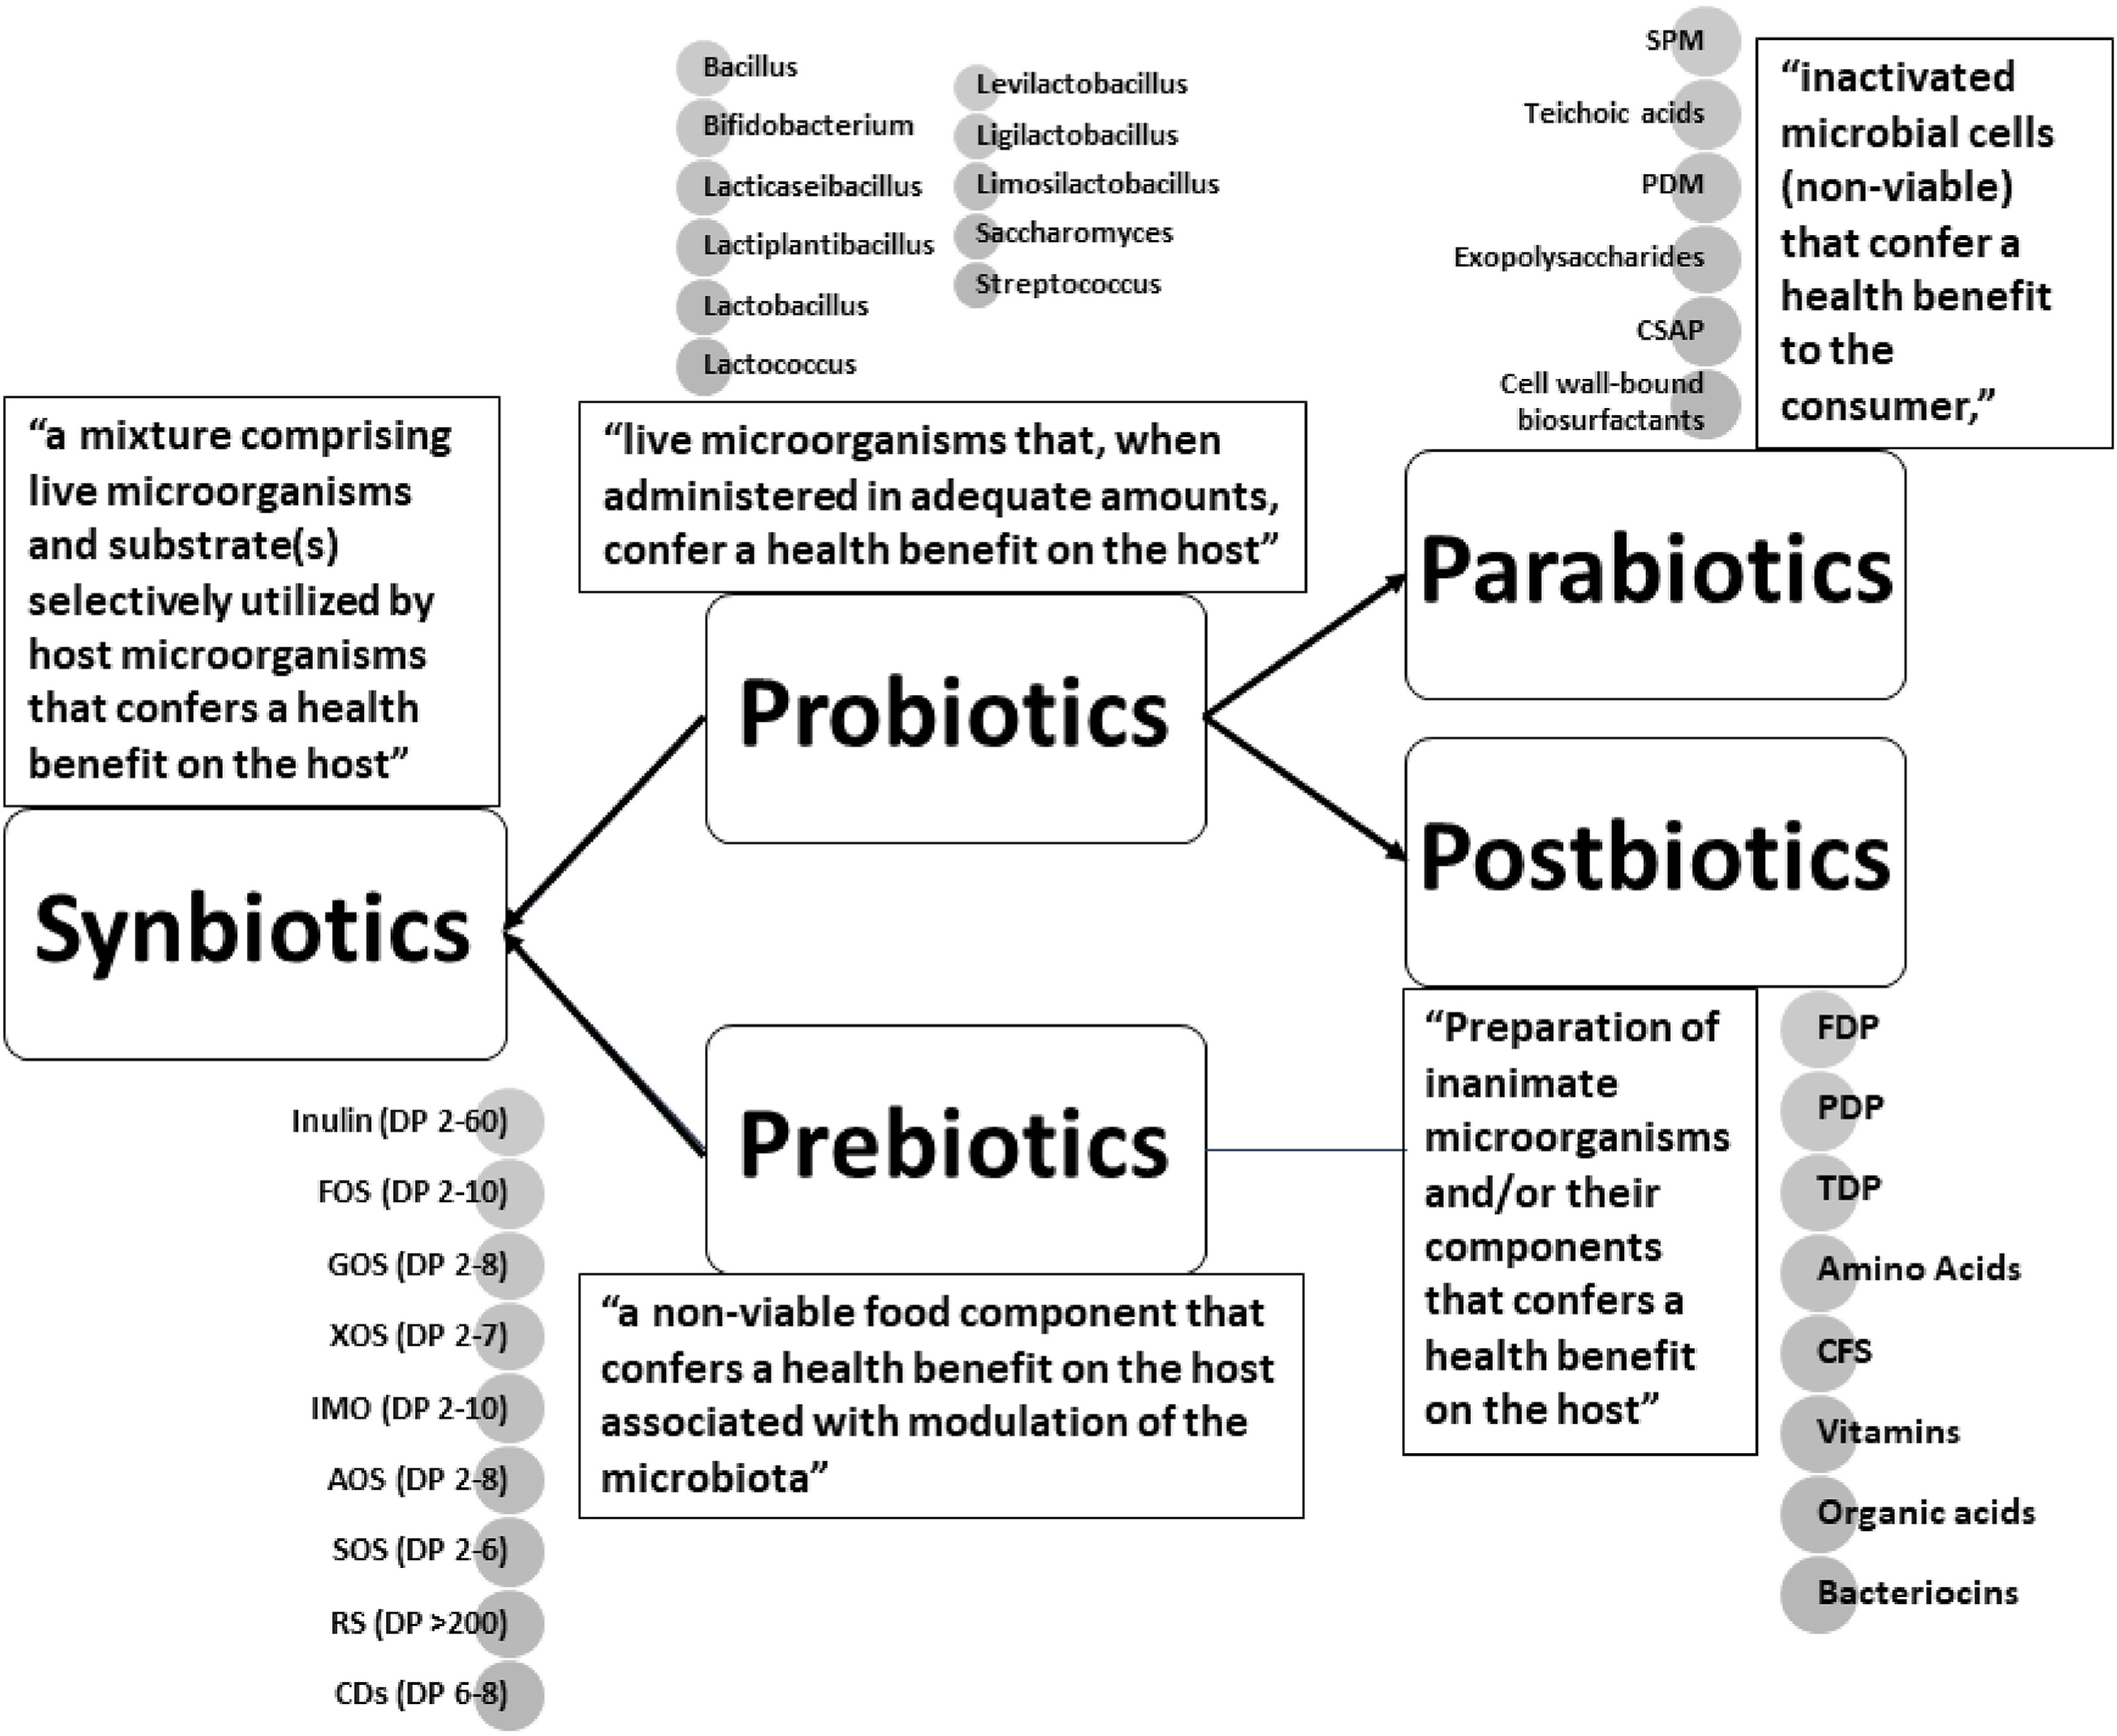 Bacillus
Bifidobacterium
Lacticaseibacillus
Lactiplantibacillus
Lactobacillus
Lactococcus
Levilactobacillus
Ligilactobacillus
Limosilactobacillus
Saccharomyces
Streptococcus
SPM
Teichoic acids
PDM
Exopolysaccharides
CSAP
Cell wall-bound
biosurfactants
“inactivated
microbial cells
(non-viable)
that confer a
health benefit
to the
consumer,”
“a mixture comprising
live microorganisms
and substrate(s)
selectively utilized by
host microorganisms
that confers a health
benefit on the host”
“live microorganisms that, when
administered in adequate amounts,
confer a health benefit on the host”
Parabiotics
Probiotics
Postbiotics
Synbiotics
Prebiotics
Inulin (DP 2-60)
FOS (DP 2-10)
GOS (DP 2-8)
XOS (DP 2-7)
IMO (DP 2-10)
AOS (DP 2-8)
SOS (DP 2-6)
RS (DP >200)
CDs (DP 6-8)
“a non-viable food component that
confers a health benefit on the host
associated with modulation of the
microbiota”
“Preparation of
inanimate
microorganisms
and/or their
components
that confers a
health benefit
on the host”
FDP
PDP
TDP
Amino Acids
CFS
Vitamins
Organic acids
Bacteriocins